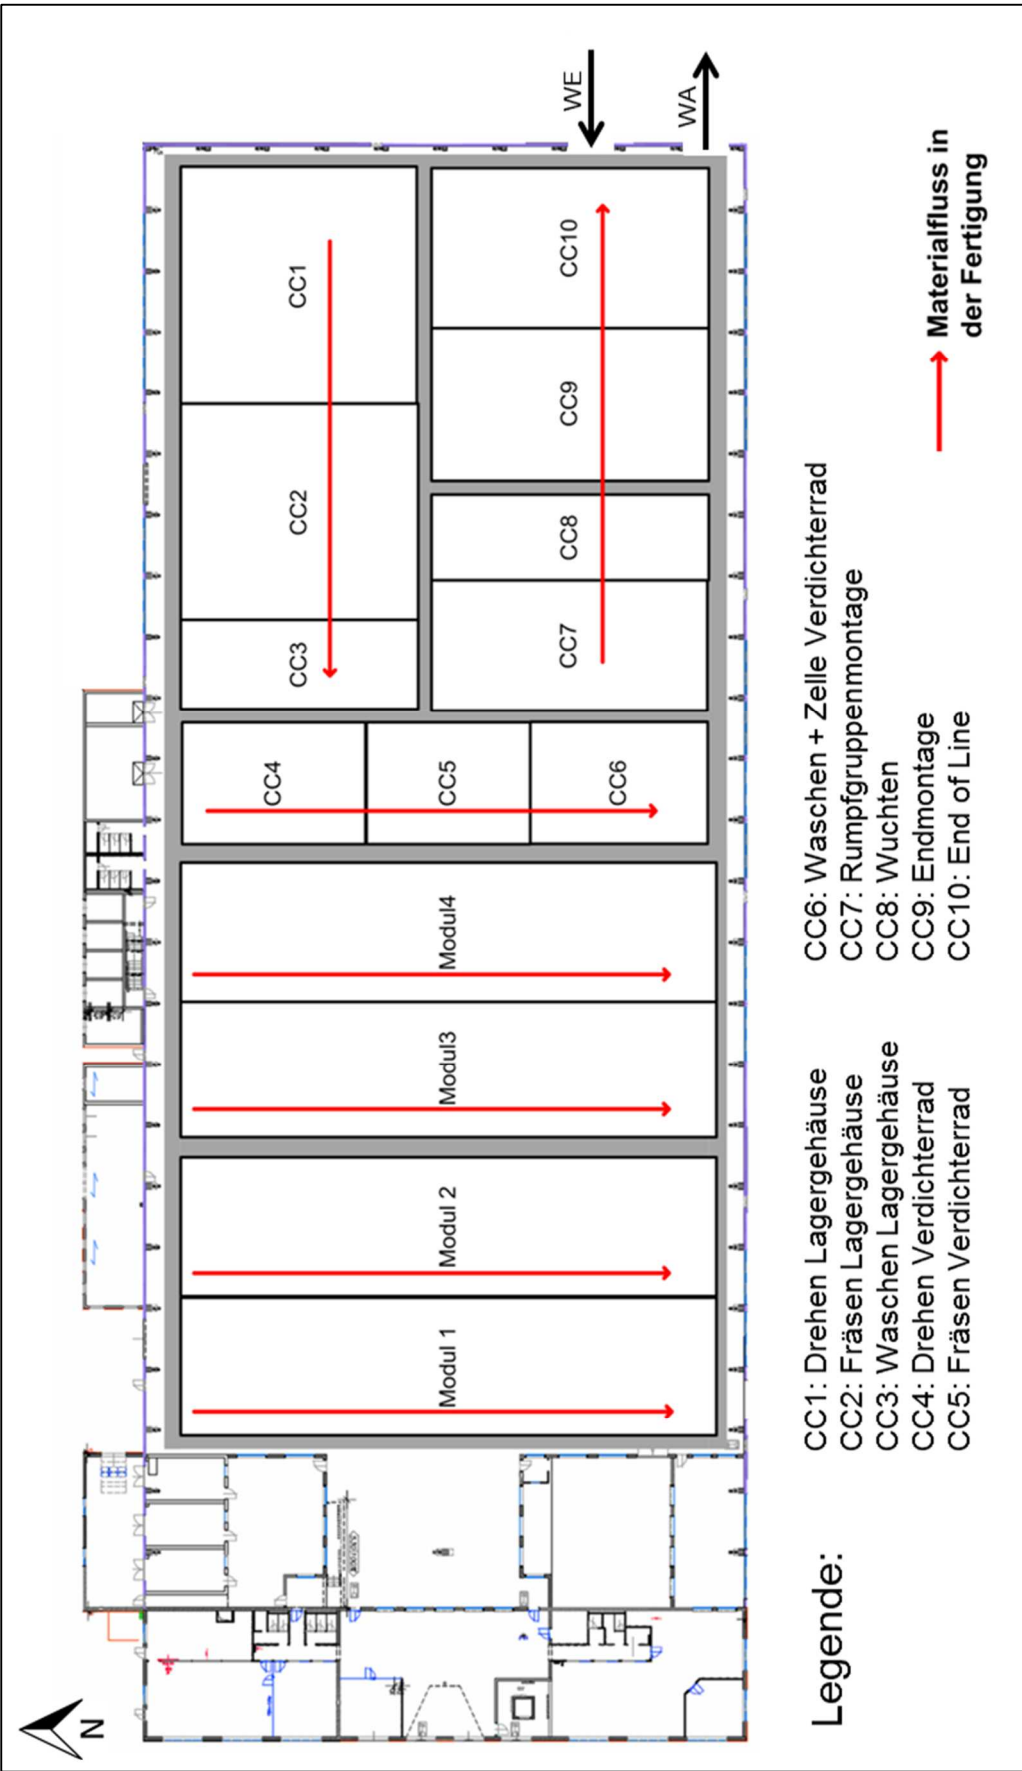 N
WE
WA
CC1
CC2
CC3
CC4
CC5
CC6
CC7
CC8
CC9
CC10
Modul4
Modul3
Modul 2
Modul 1
Legende:
CC1: Drehen Lagergehäuse
CC2: Fräsen Lagergehäuse
CC3: Waschen Lagergehäuse
CC4: Drehen Verdichterrad
CC5: Fräsen Verdichterrad
CC6: Waschen + Zelle Verdichterrad
CC7: Rumpfgruppenmontage
CC8: Wuchten
CC9: Endmontage
CC10: End of Line
Materialfluss in
der Fertigung